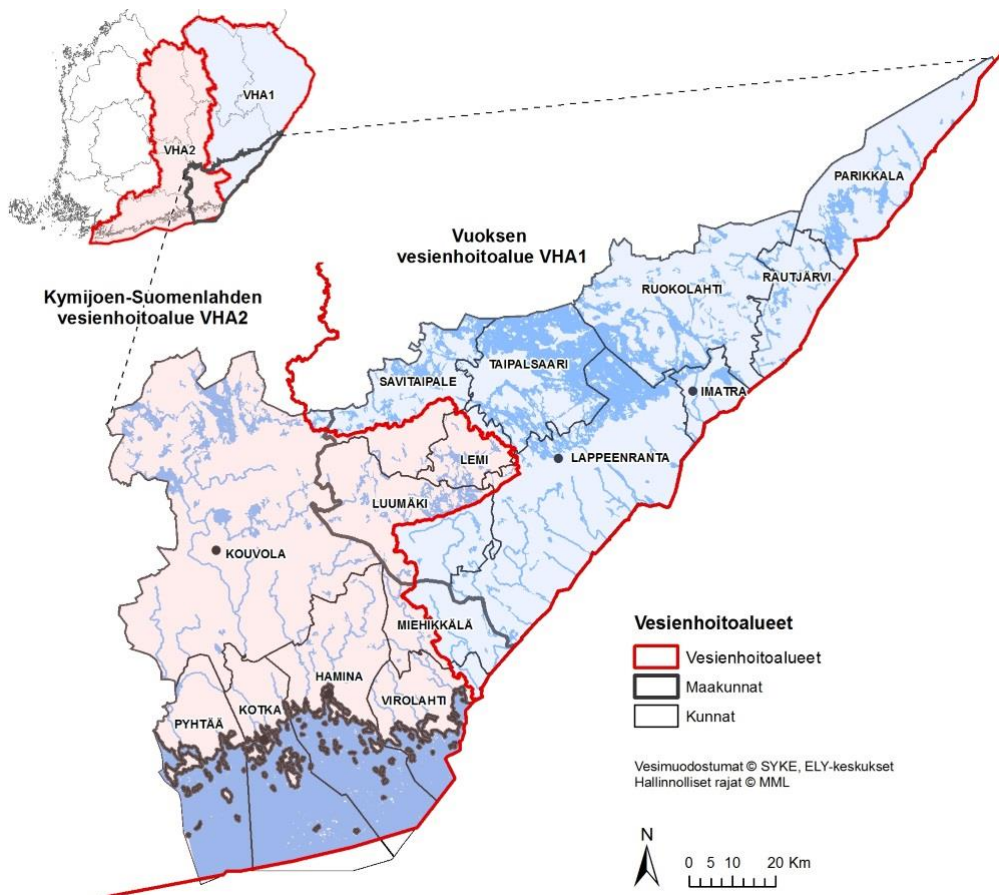 VHA1
VHA2
Vuoksen
vesienhoitoalue VHA1
Kymijoen-Suomenlahden
vesienhoitoalue VHA2
PARIKKALA
RAUTJÄRVI
RUOKOLAHTI
TAIPALSAARI
SAVITAIPALE
IMATRA
LEMI
LAPPEENRANTA
LUUMÄKI
KOUVOLA
MIEHIKKÄLÄ
HAMINA
VIROLAHTI
KOTKA
PYHTÄÄ
Vesienhoitoalueet
Vesienhoitoalueet
Maakunnat
Kunnat
Vesimuodostumat © SYKE, ELY-keskukset
Hallinnolliset rajat © MML
N
0 5 10 20 Km